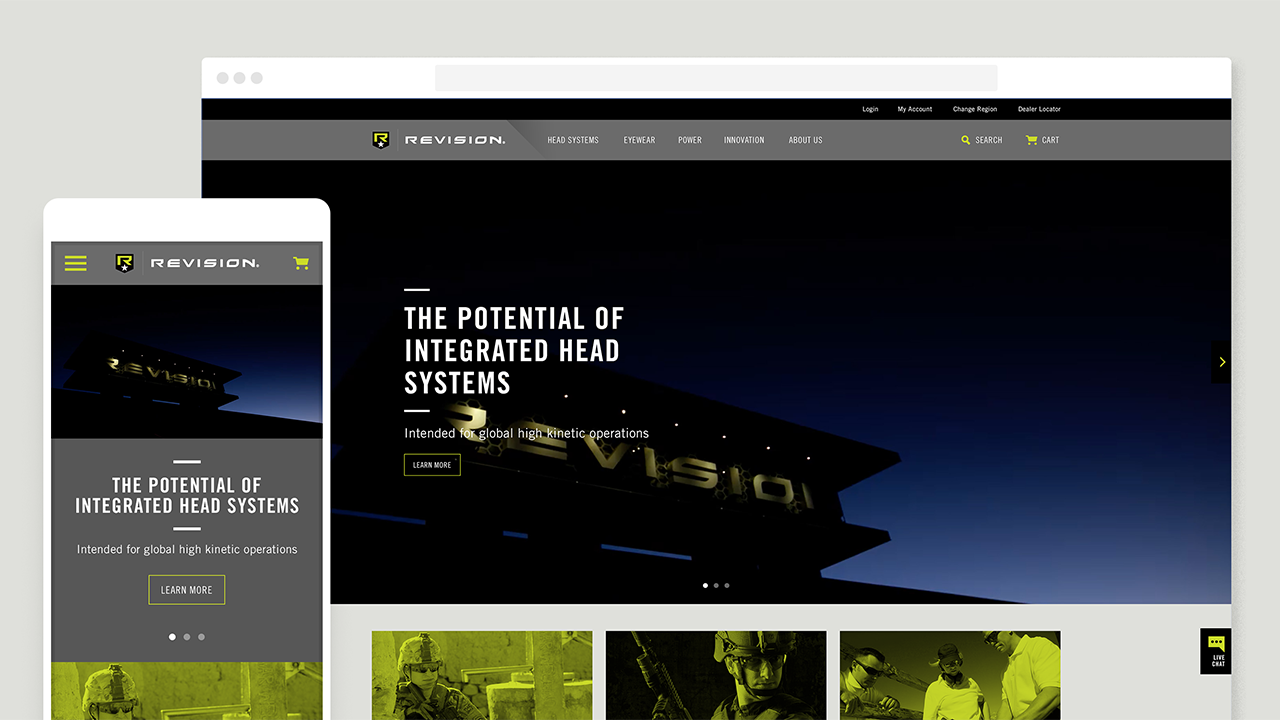 Login My Account Change Region Dealer Locator
R REVISION. HEAD SYSTEMS EYEWEAR POWER INNOVATION ABOUT US SEARCH CART
THE POTENTIAL OF
INTEGRATED HEAD
SYSTEMS
Intended for global high kinetic operations
LEARN MORE
REVISION
LIVE
CHAT
R REVISION.
REVISION
THE POTENTIAL OF
INTEGRATED HEAD SYSTEMS
Intended for global high kinetic operations
LEARN MORE